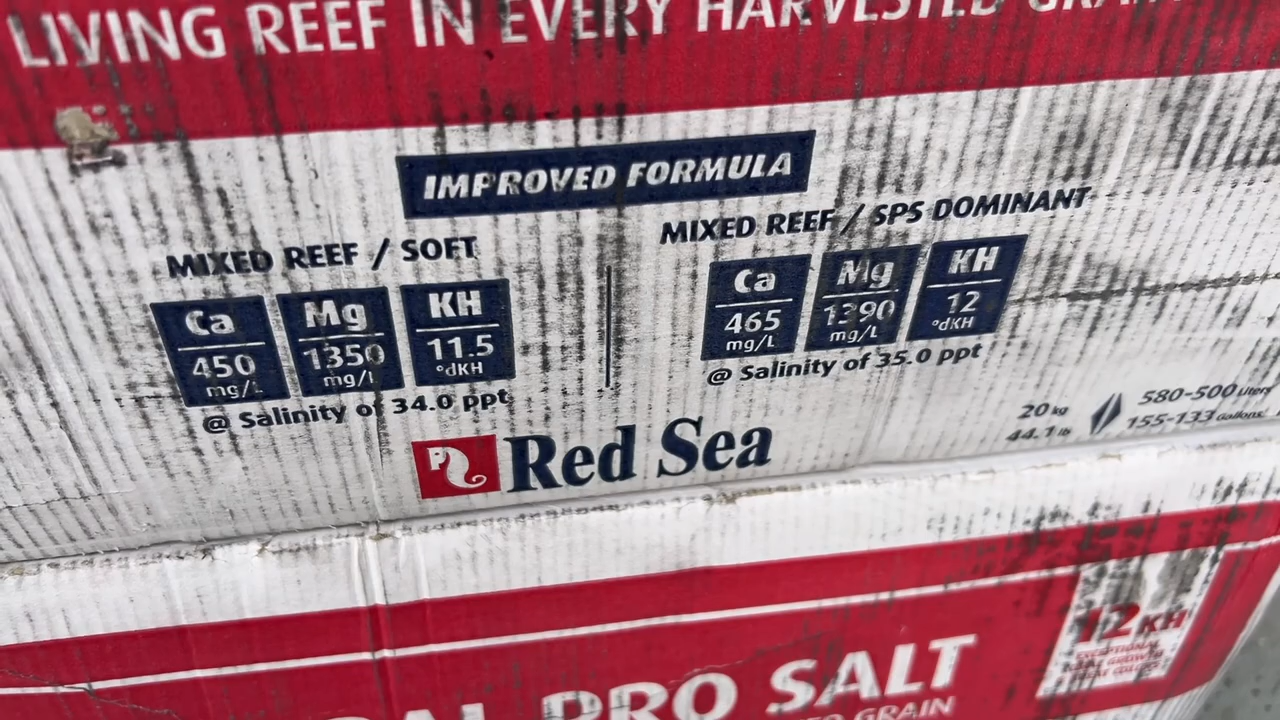 LIVING REEF IN EVERY HARVESTED GRAIN
IMPROVED FORMULA
MIXED REEF / SOFT
Ca
450
mg/L
Mg
1350
mg/l
KH
11.5
°dKH
@ Salinity of 34.0 ppt
MIXED REEF / SPS DOMINANT
Ca
465
mg/L
Mg
1390
mg/L
KH
12
°dKH
@ Salinity of 35.0 ppt
Red Sea
20 kg
44.1 lb
580-500 Liters
155-133 Gallons
12KH
PRO SALT
GRAIN